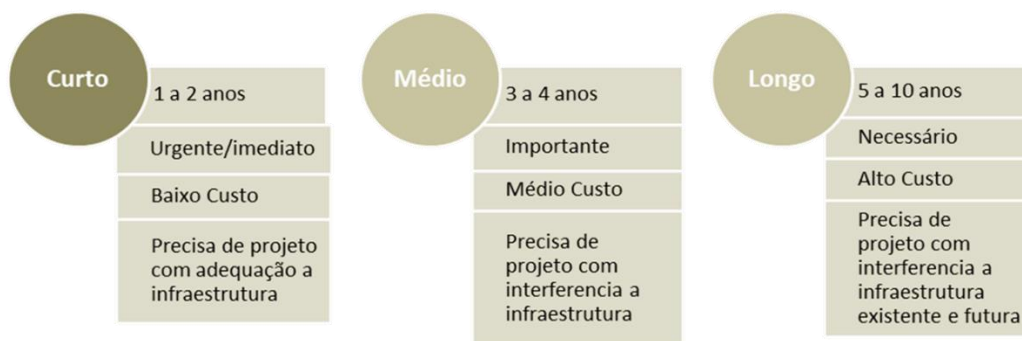 Curto
1 a 2 anos
Urgente/imediato
Baixo Custo
Precisa de projeto
com adequação a
infraestrutura
Médio
3 a 4 anos
Importante
Médio Custo
Precisa de
projeto com
interferencia a
infraestrutura
Longo
5 a 10 anos
Necessário
Alto Custo
Precisa de
projeto com
interferencia a
infraestrutura
existente e futura